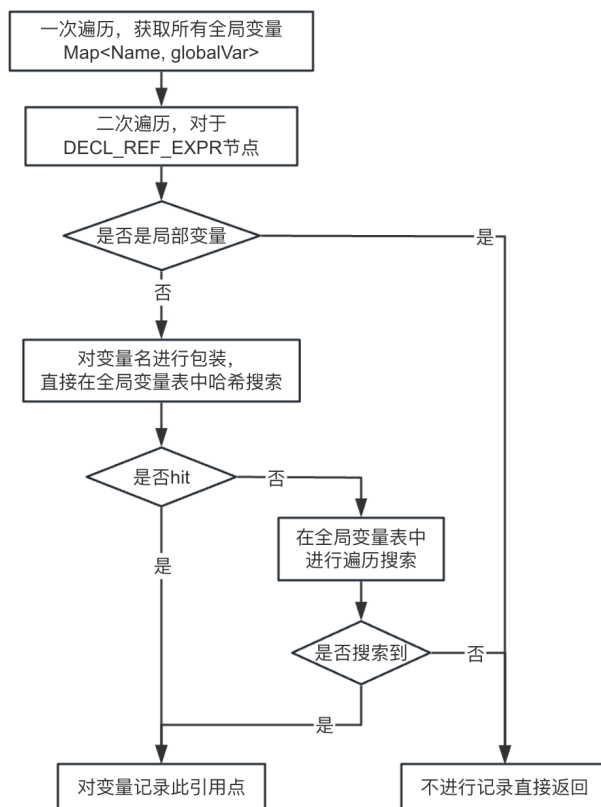 一次遍历，获取所有全局变量
Map<Name, globalVar>
二次遍历，对于
DECL_REF_EXPR节点
是否是局部变量
是
否
对变量名进行包装，
直接在全局变量表中哈希搜索
是否hit
否
在全局变量表中
进行遍历搜索
是
是否搜索到
否
是
对变量记录此引用点
不进行记录直接返回